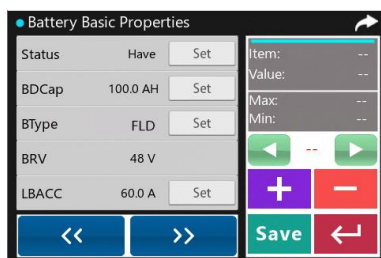 Battery Basic Properties
Status Have Set
BDCap 100.0 AH Set
BType FLD Set
BRV 48 V
LBACC 60.0 A Set
<< >>
Item: --
Value: --
Max: --
Min: --
--
+ −
Save